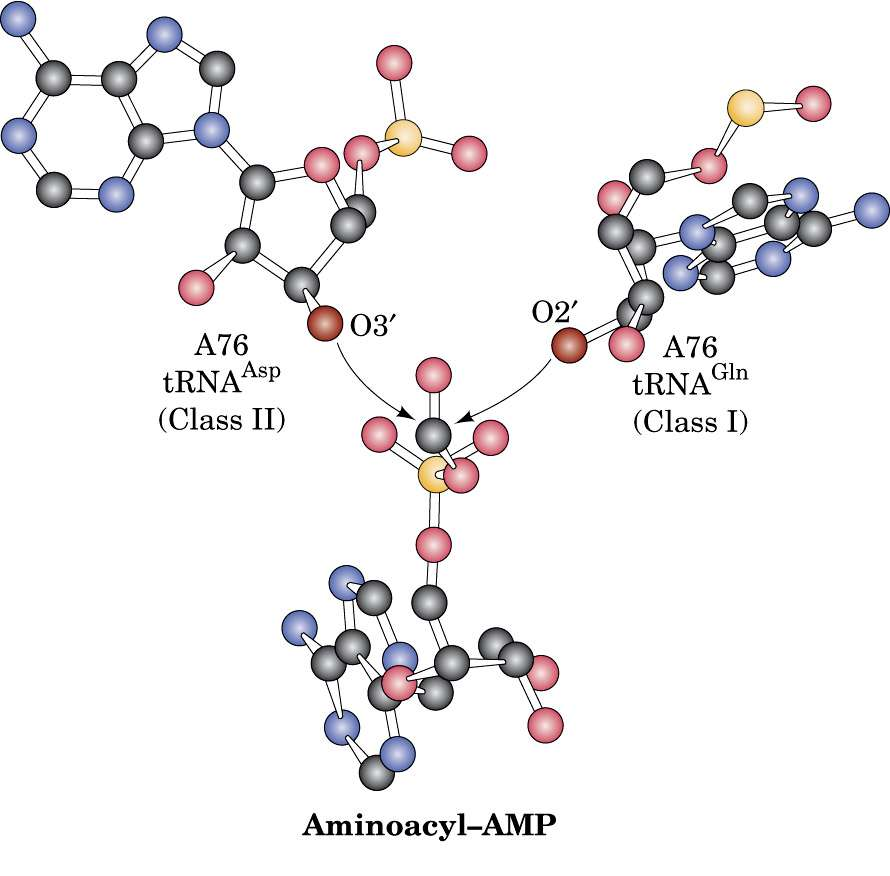 O3′
A76
tRNA^Asp
(Class II)
O2′
A76
tRNA^Gln
(Class I)
Aminoacyl–AMP